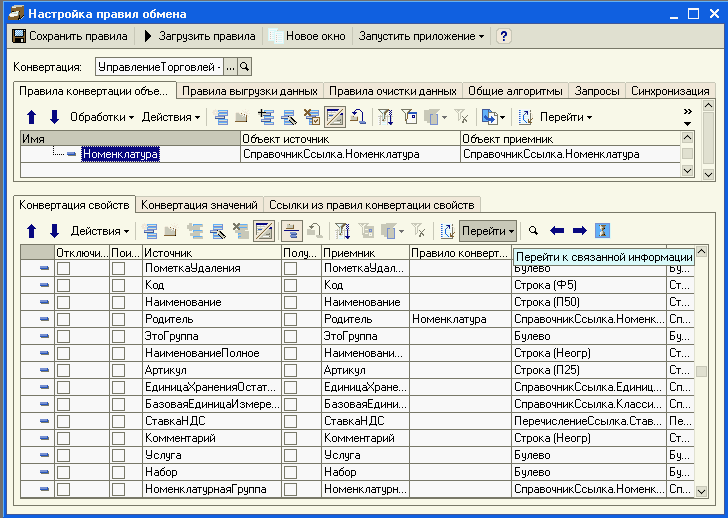 Настройка правил обмена
Сохранить правила Загрузить правила Новое окно Запустить приложение ?
Конвертация: УправлениеТорговлей - ...
Правила конвертации объе... Правила выгрузки данных Правила очистки данных Общие алгоритмы Запросы Синхронизация
Обработки Действия Перейти »
Имя Объект источник Объект приемник
Номенклатура СправочникСсылка.Номенклатура СправочникСсылка.Номенклатура
Конвертация свойств Конвертация значений Ссылки из правил конвертации свойств
Действия Перейти
Отключи... Пои... Источник Полу... Приемник Правило конверт... Перейти к связанной информации
ПометкаУдаления ПометкаУдал... Булево Бу...
Код Код Строка (Ф5) Ст...
Наименование Наименование Строка (П50) Ст...
Родитель Родитель Номенклатура СправочникСсылка.Номенк... Сп...
ЭтоГруппа ЭтоГруппа Булево Бу...
НаименованиеПолное Наименовани... Строка (Неогр) Ст...
Артикул Артикул Строка (П25) Ст...
ЕдиницаХраненияОстат... ЕдиницаХране... СправочникСсылка.Единиц... Сп...
БазоваяЕдиницаИзмере... БазоваяЕдини... СправочникСсылка.Класси... Сп...
СтавкаНДС СтавкаНДС ПеречислениеСсылка.Став... Пе...
Комментарий Комментарий Строка (Неогр) Ст...
Услуга Услуга Булево Бу...
Набор Набор Булево Бу...
НоменклатурнаяГруппа Номенклатурн... СправочникСсылка.Номенк... Сп...